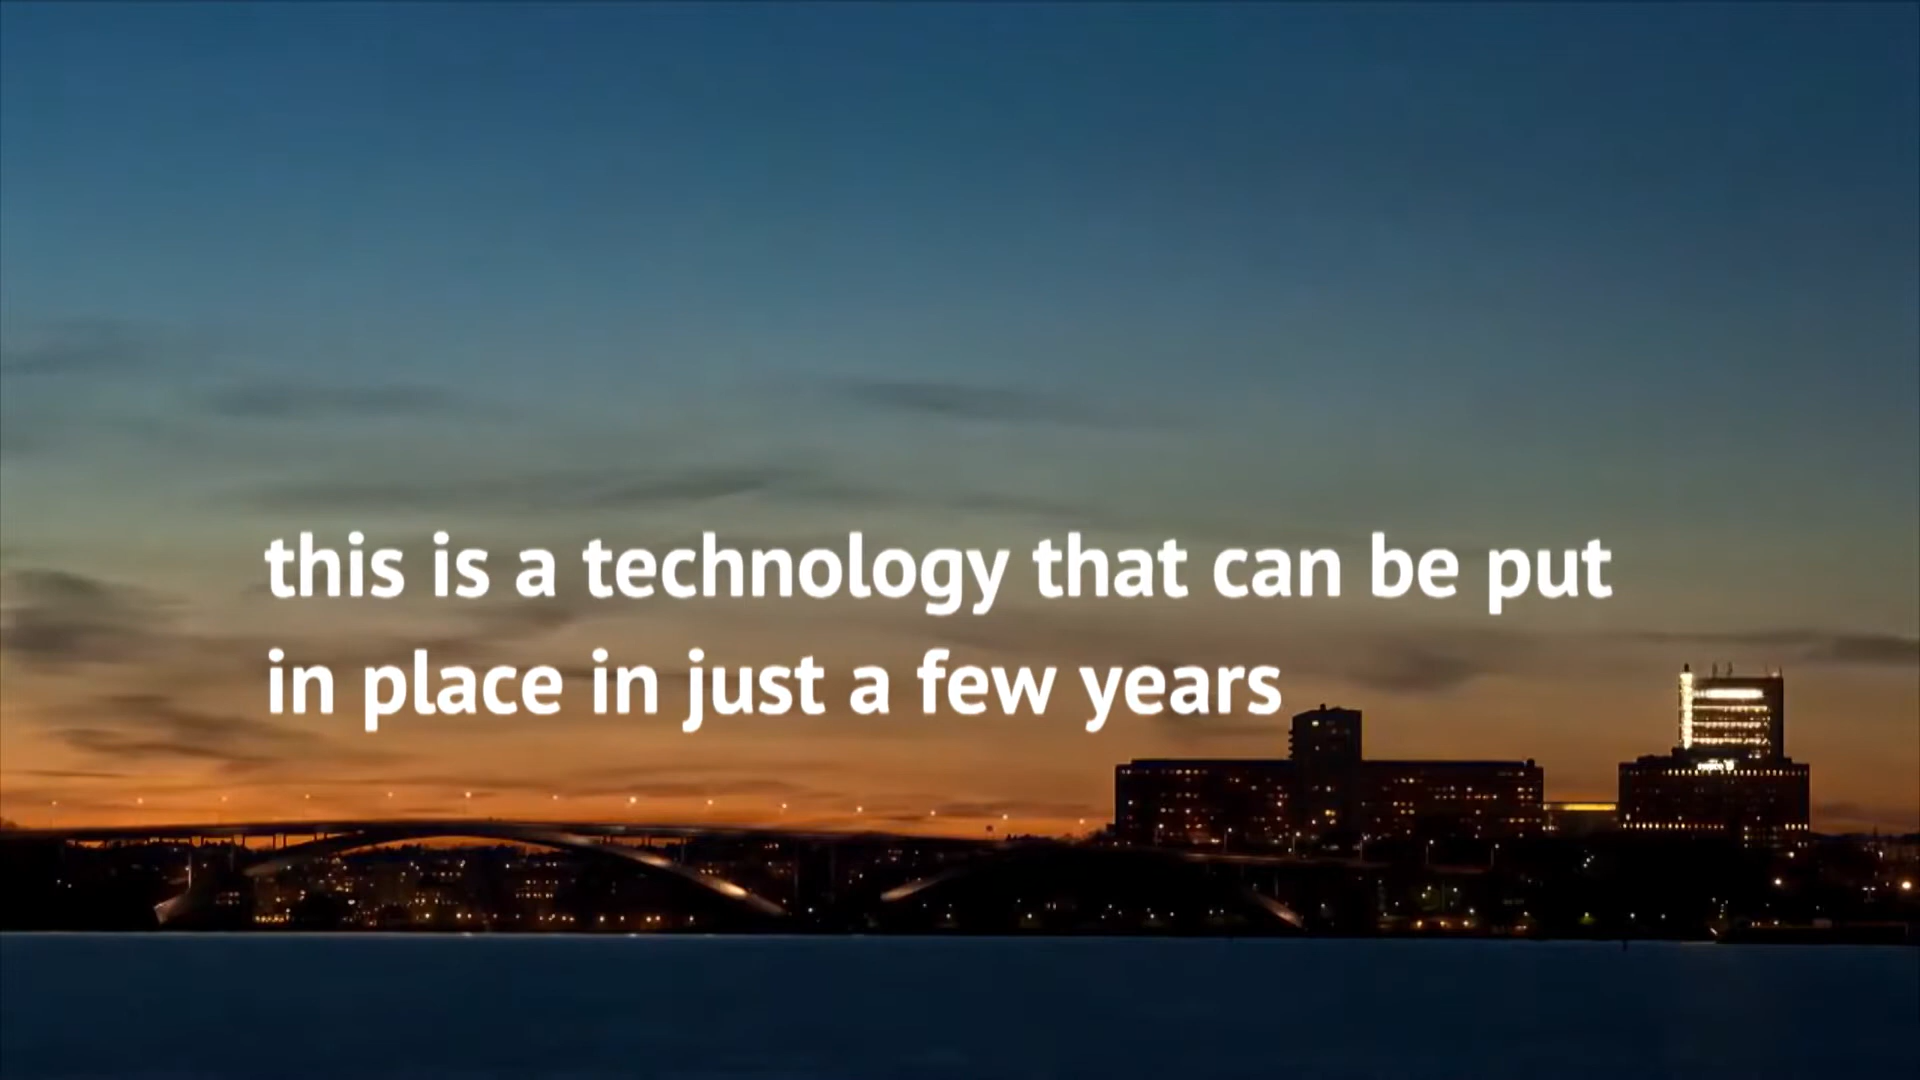 this is a technology that can be put
in place in just a few years